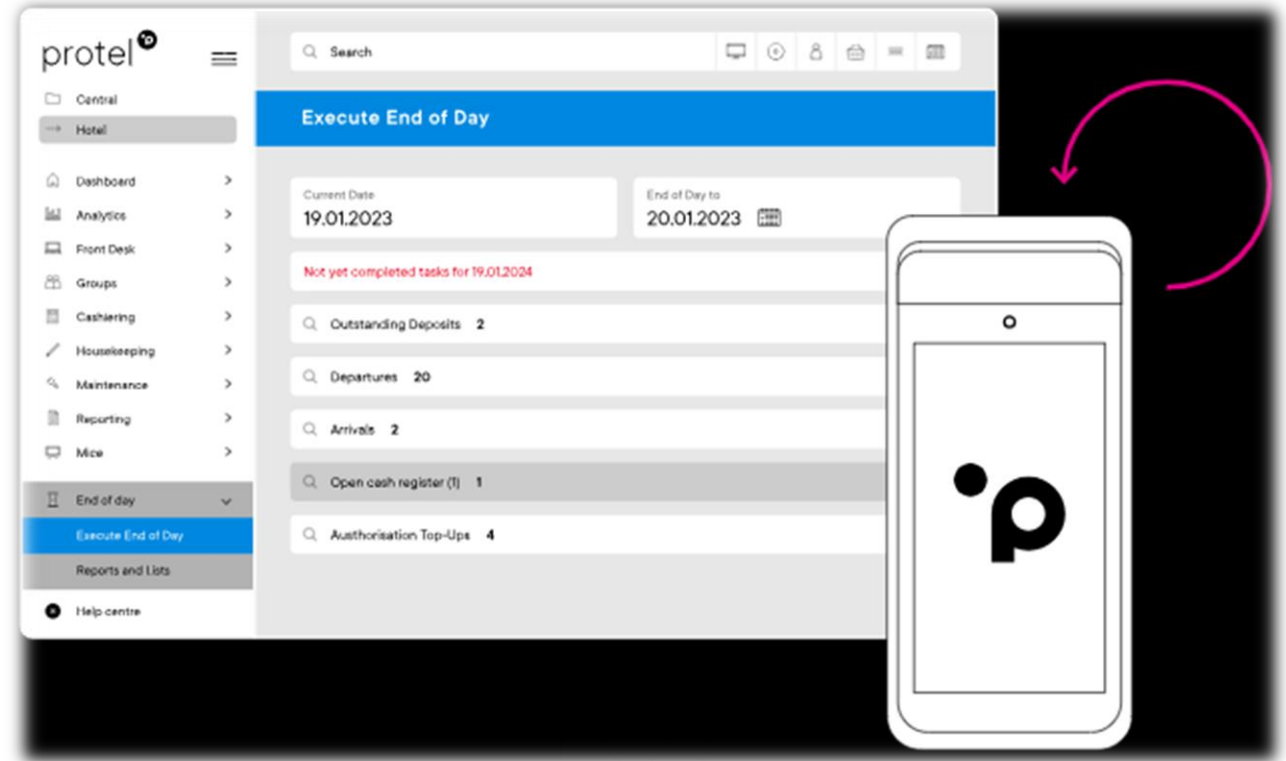 protel
Central
Hotel
Dashboard
Analytics
Front Desk
Groups
Cashiering
Housekeeping
Maintenance
Reporting
Mice
End of day
Execute End of Day
Reports and Lists
Help centre
Search
Execute End of Day
Current Date
19.01.2023
End of Day to
20.01.2023
Not yet completed tasks for 19.01.2024
Outstanding Deposits 2
Departures 20
Arrivals 2
Open cash register (1) 1
Austhorisation Top-Ups 4
p